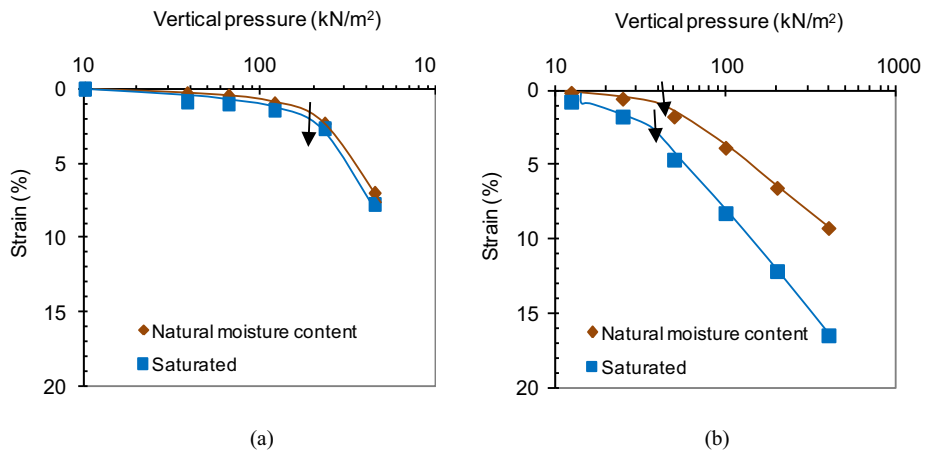 Vertical pressure (kN/m²)
10 100 10
0
5
10
15
20
Strain (%)
Natural moisture content
Saturated
(a)
Vertical pressure (kN/m²)
10 100 1000
0
5
10
15
20
Strain (%)
Natural moisture content
Saturated
(b)